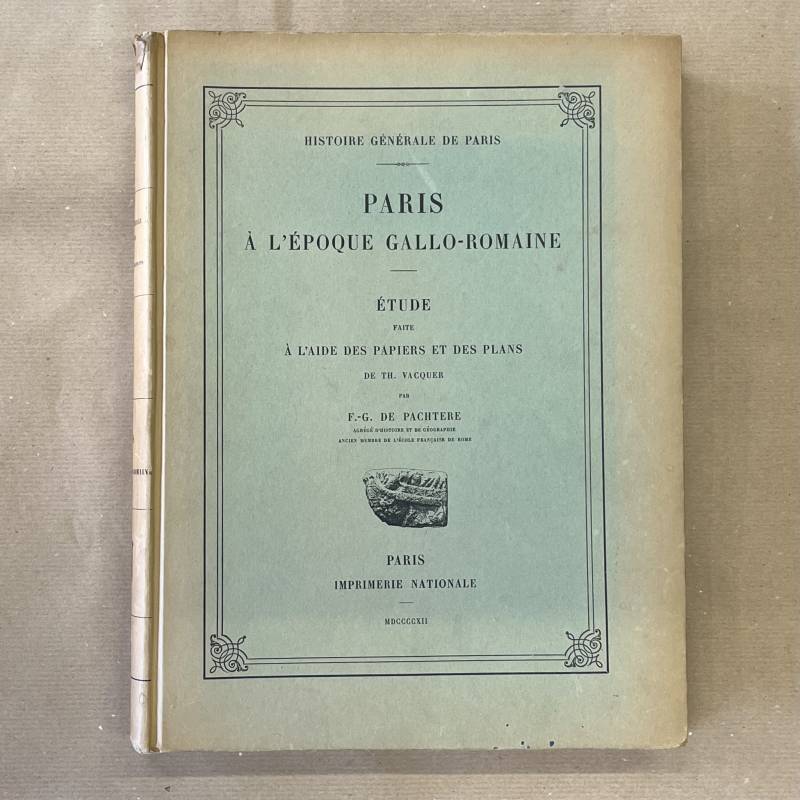 HISTOIRE GÉNÉRALE DE PARIS
PARIS
À L'ÉPOQUE GALLO-ROMAINE
ÉTUDE
FAITE
À L'AIDE DES PAPIERS ET DES PLANS
DE TH. VACQUER
PAR
F.-G. DE PACHTERE
AGRÉGÉ D'HISTOIRE ET DE GÉOGRAPHIE
ANCIEN MEMBRE DE L'ÉCOLE FRANÇAISE DE ROME
PARIS
IMPRIMERIE NATIONALE
MDCCCCXII